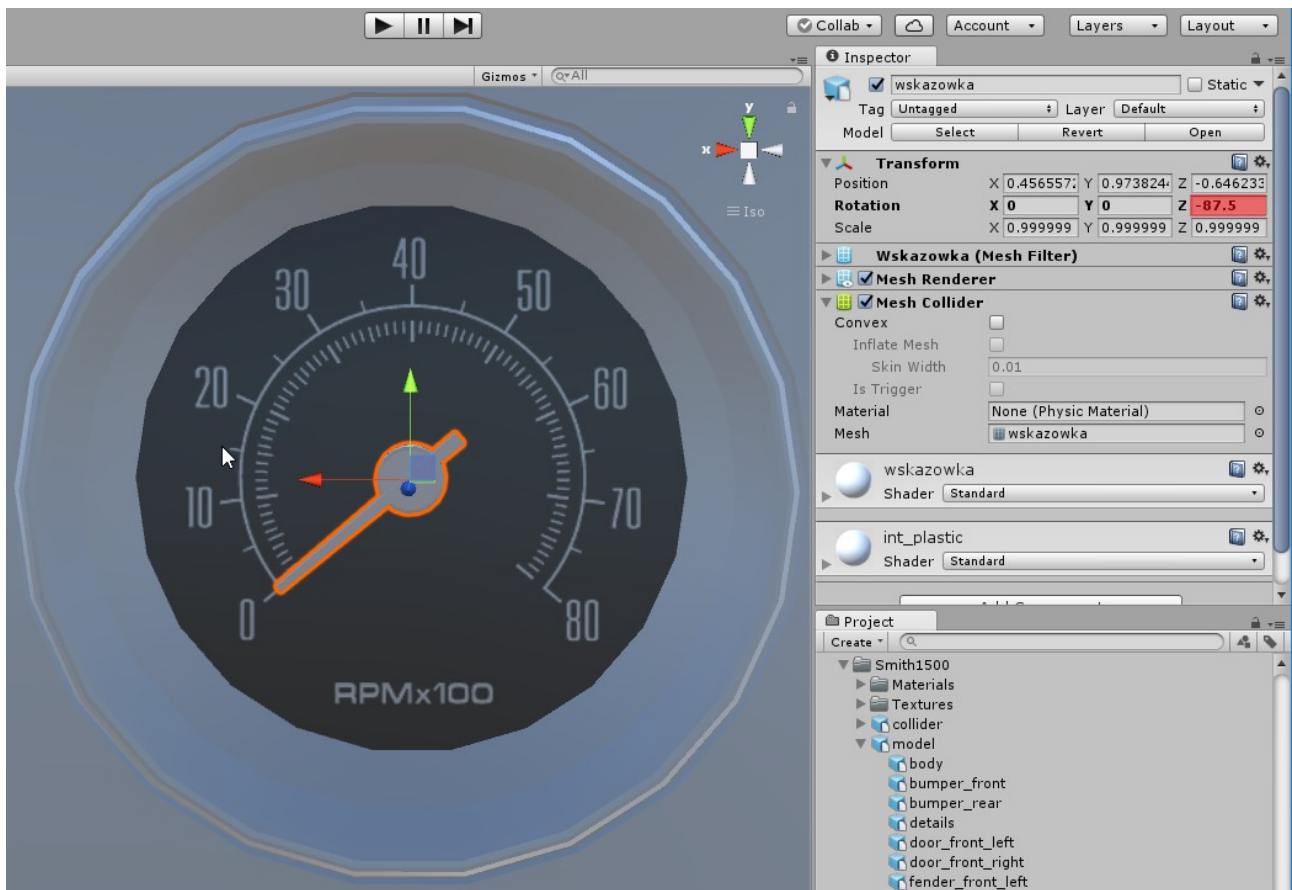 Collab Account Layers Layout
Inspector
Gizmos All
wskazowka Static
Tag Untagged Layer Default
Model Select Revert Open
Transform
Position X 0.4565572 Y 0.973824 Z -0.646233
Rotation X 0 Y 0 Z -87.5
Scale X 0.999999 Y 0.999999 Z 0.999999
Wskazowka (Mesh Filter)
Mesh Renderer
Mesh Collider
Convex
Inflate Mesh
Skin Width 0.01
Is Trigger
Material None (Physic Material)
Mesh wskazowka
wskazowka
Shader Standard
int_plastic
Shader Standard
y
x
Iso
40
30 50
20 60
10 70
0 80
RPMx100
Project
Create
Smith1500
Materials
Textures
collider
model
body
bumper_front
bumper_rear
details
door_front_left
door_front_right
fender_front_left